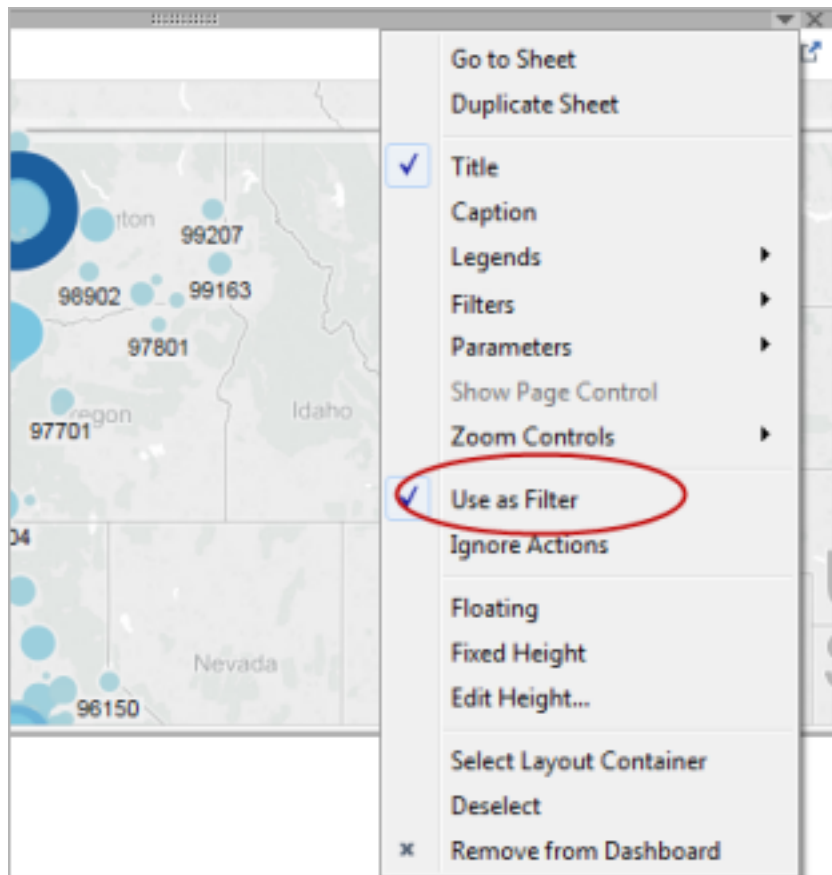 Go to Sheet
Duplicate Sheet
Title
Caption
Legends
Filters
Parameters
Show Page Control
Zoom Controls
Use as Filter
Ignore Actions
Floating
Fixed Height
Edit Height...
Select Layout Container
Deselect
Remove from Dashboard
ton
99207
98902
99163
97801
Idaho
regon
97701
04
Nevada
96150